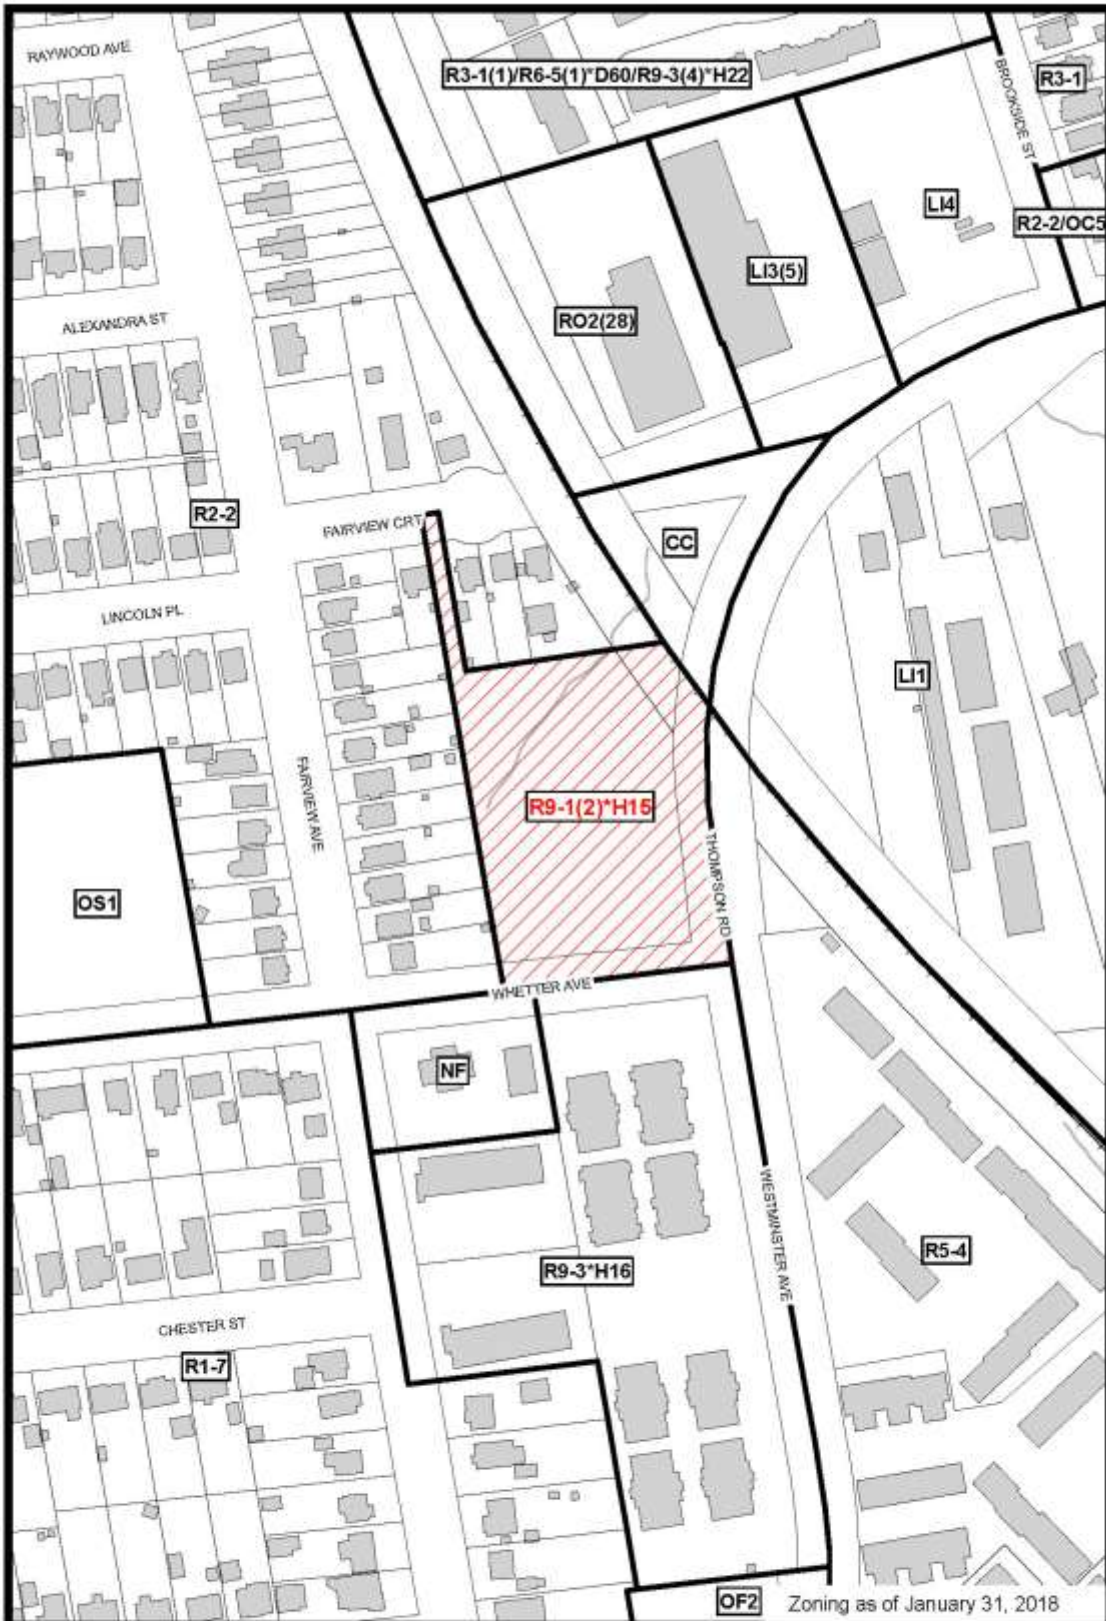 RAYWOOD AVE
R3-1(1)/R6-5(1)*D60/R9-3(4)*H22
R3-1
BROOKSIDE ST
LI4
R2-2/OC5
LI3(5)
RO2(28)
ALEXANDRA ST
R2-2
FAIRVIEW CRT
CC
LINCOLN PL
LI1
FAIRVIEW AVE
R9-1(2)*H15
THOMPSON RD
OS1
WHETTER AVE
NF
WESTMINSTER AVE
R5-4
R9-3*H16
CHESTER ST
R1-7
OF2
Zoning as of January 31, 2018